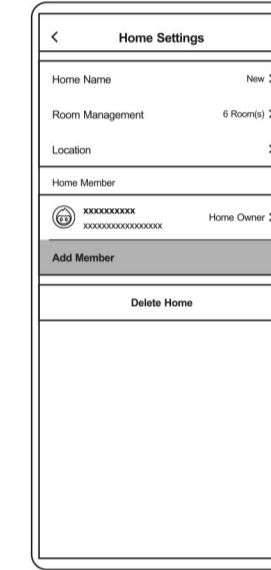 Home Settings
Home Name New
Room Management 6 Room(s)
Location
Home Member
xxxxxxxxxx
xxxxxxxxxxxxxxxxx
Home Owner
Add Member
Delete Home